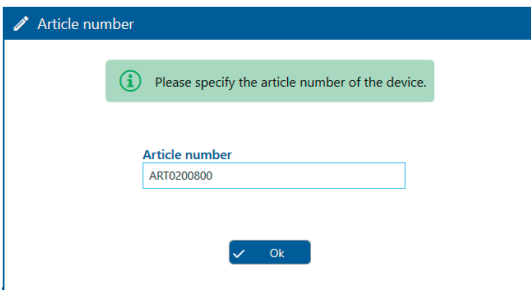 Article number
Please specify the article number of the device.
Article number
ART0200800
Ok